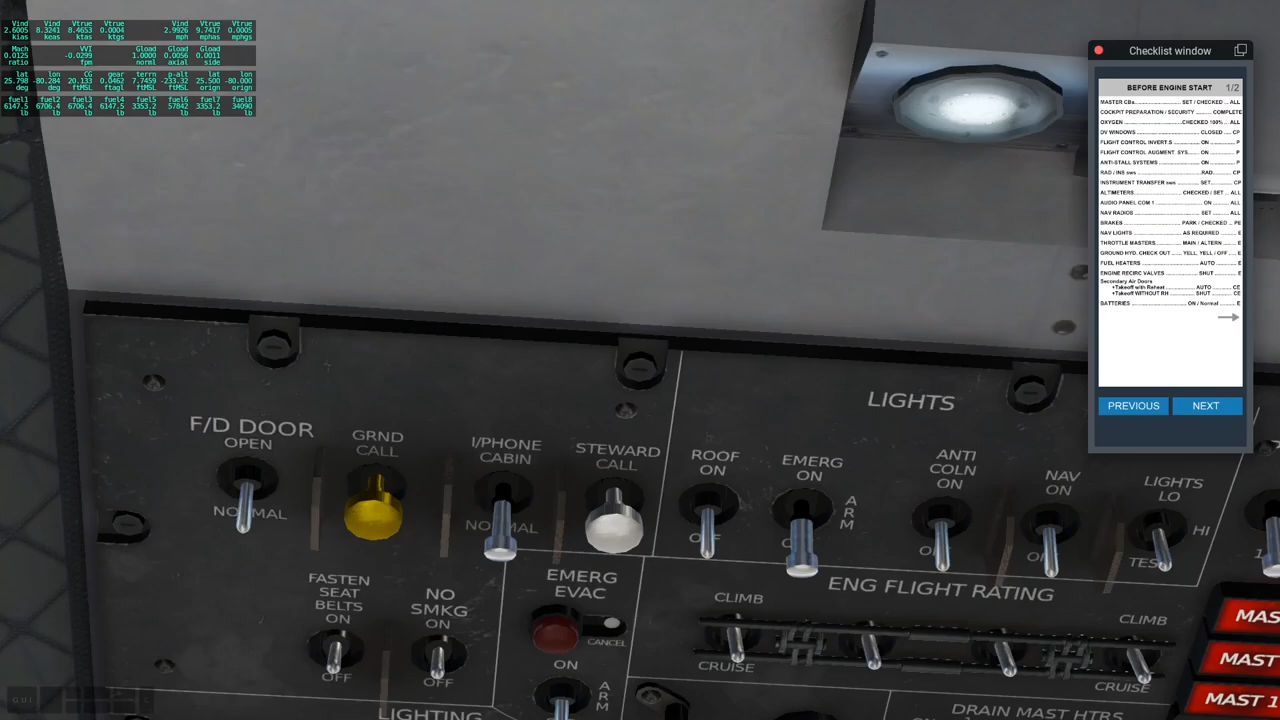 Vind Vind Vtrue Vtrue Vind Vtrue Vtrue
2.6005 8.3241 8.4653 0.0004 2.9926 9.7417 0.0005
kias keas ktas ktgs mph mphas mphgs
Mach VVI Gload Gload Gload
0.0125 -0.0299 1.0000 0.0056 0.0011
ratio fpm norml axial side
lat lon CG gear terrn p-alt lat lon
25.798 -80.284 20.133 0.0462 7.7459 -233.32 25.500 -80.000
deg deg ftMSL ftagl ftMSL ftMSL orign orign
fuel1 fuel2 fuel3 fuel4 fuel5 fuel6 fuel7 fuel8
6147.5 6706.4 6706.4 6147.5 3353.2 57842 3353.2 34090
lb lb lb lb lb lb lb lb
Checklist window
BEFORE ENGINE START 1/2
MASTER CBs SET / CHECKED ... ALL
COCKPIT PREPARATION / SECURITY COMPLETE
OXYGEN CHECKED 100% ... ALL
DV WINDOWS CLOSED ... CP
FLIGHT CONTROL INVERT.S ON ... P
FLIGHT CONTROL AUGMENT. SYS ON ... P
ANTI-STALL SYSTEMS ON ... P
RAD / INS sws RAD ... CP
INSTRUMENT TRANSFER sws SET ... CP
ALTIMETERS CHECKED / SET ... ALL
AUDIO PANEL COM 1 ON ... ALL
NAV RADIOS SET ... ALL
BRAKES PARK / CHECKED ... PE
NAV LIGHTS AS REQUIRED ... E
THROTTLE MASTERS MAIN / ALTERN ... E
GROUND HYD. CHECK OUT YELL, YELL / OFF ... E
FUEL HEATERS AUTO ... E
ENGINE RECIRC VALVES SHUT ... E
Secondary Air Doors
•Takeoff with Reheat AUTO ... CE
•Takeoff WITHOUT RH SHUT ... CE
BATTERIES ON / Normal ... E
PREVIOUS NEXT
LIGHTS
F/D DOOR
OPEN
NORMAL
GRND
CALL
I/PHONE
CABIN
NORMAL
STEWARD
CALL
ROOF
ON
OFF
EMERG
ON
ARM
ANTI
COLN
ON
NAV
ON
LIGHTS
LO
HI
TEST
FASTEN
SEAT
BELTS
ON
OFF
NO
SMKG
ON
OFF
EMERG
EVAC
CANCEL
ON
ARM
ENG FLIGHT RATING
CLIMB
CRUISE
CLIMB
CRUISE
LIGHTING
DRAIN MAST HTRS
MAS
MAST
MAST 1
GUI